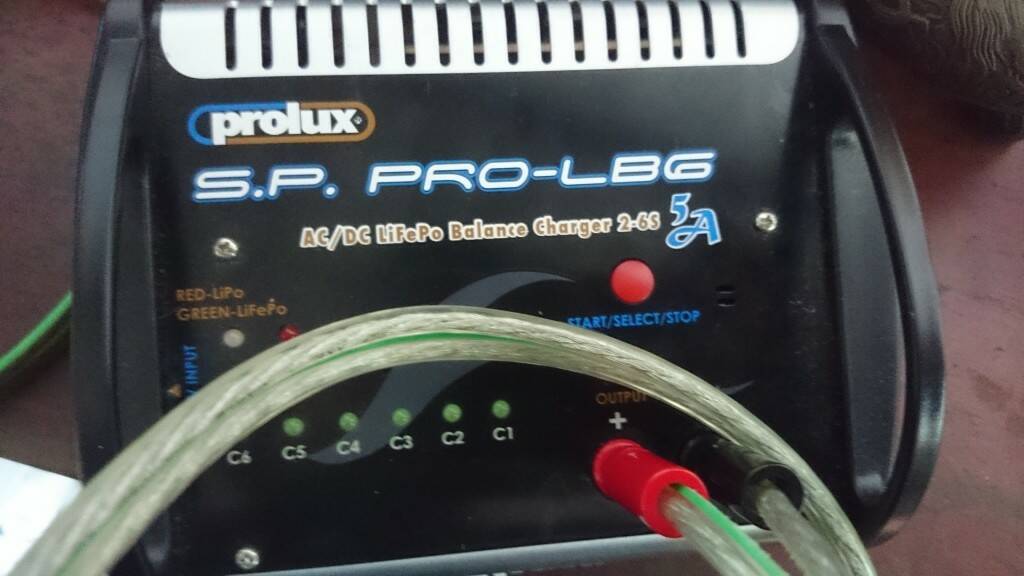 prolux
S.P. PRO-LBG
AC/DC LiFePo Balance Charger 2-6S 5A
RED-LiPo
GREEN-LiFePo
START/SELECT/STOP
INPUT
OUTPUT
+
C6 C5 C4 C3 C2 C1